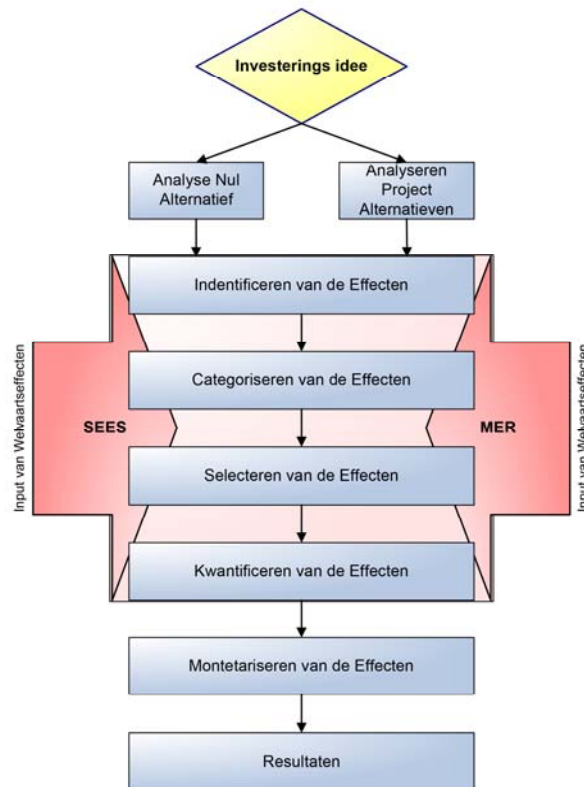 Investerings idee
Analyse Nul
Alternatief
Analyseren
Project
Alternatieven
Indentificeren van de Effecten
Categoriseren van de Effecten
Input van Welvaartseffecten
SEES
MER
Input van Welvaartseffecten
Selecteren van de Effecten
Kwantificeren van de Effecten
Montetariseren van de Effecten
Resultaten